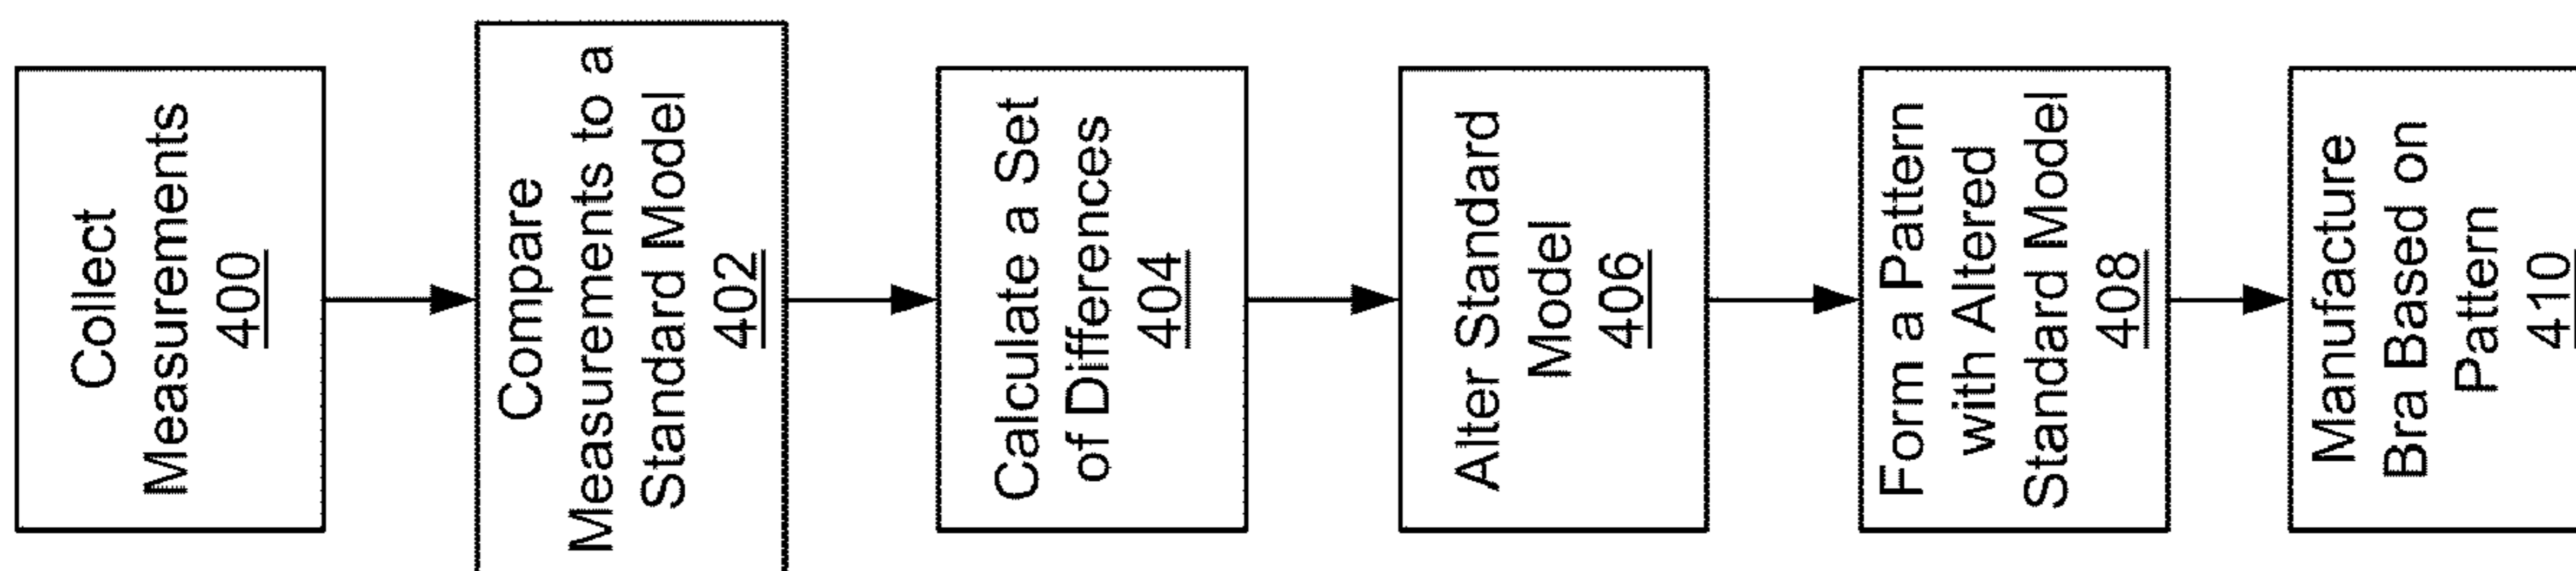 Collect
Measurements
400
Compare
Measurements to a
Standard Model
402
Calculate a Set
of Differences
404
Alter Standard
Model
406
Form a Pattern
with Altered
Standard Model
408
Manufacture
Bra Based on
Pattern
410